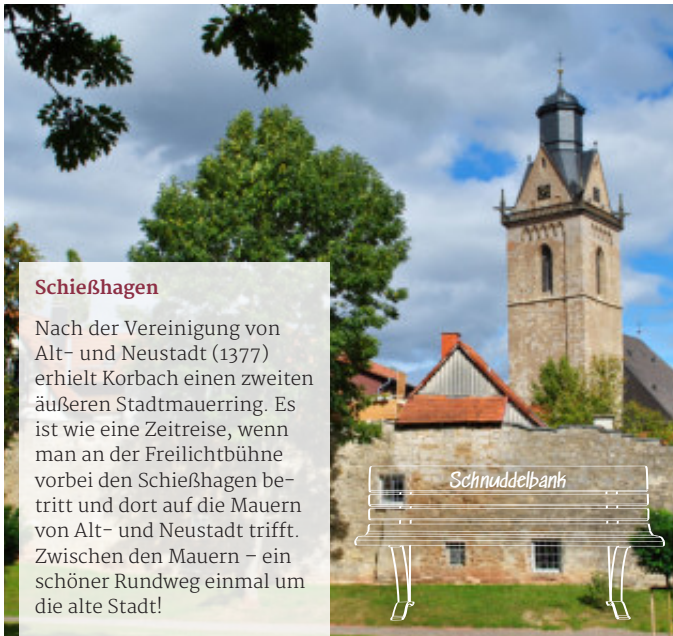 Schießhagen
Nach der Vereinigung von
Alt- und Neustadt (1377)
erhielt Korbach einen zweiten
äußeren Stadtmauerring. Es
ist wie eine Zeitreise, wenn
man an der Freilichtbühne
vorbei den Schießhagen be-
tritt und dort auf die Mauern
von Alt- und Neustadt trifft.
Zwischen den Mauern – ein
schöner Rundweg einmal um
die alte Stadt!
Schnuddelbank